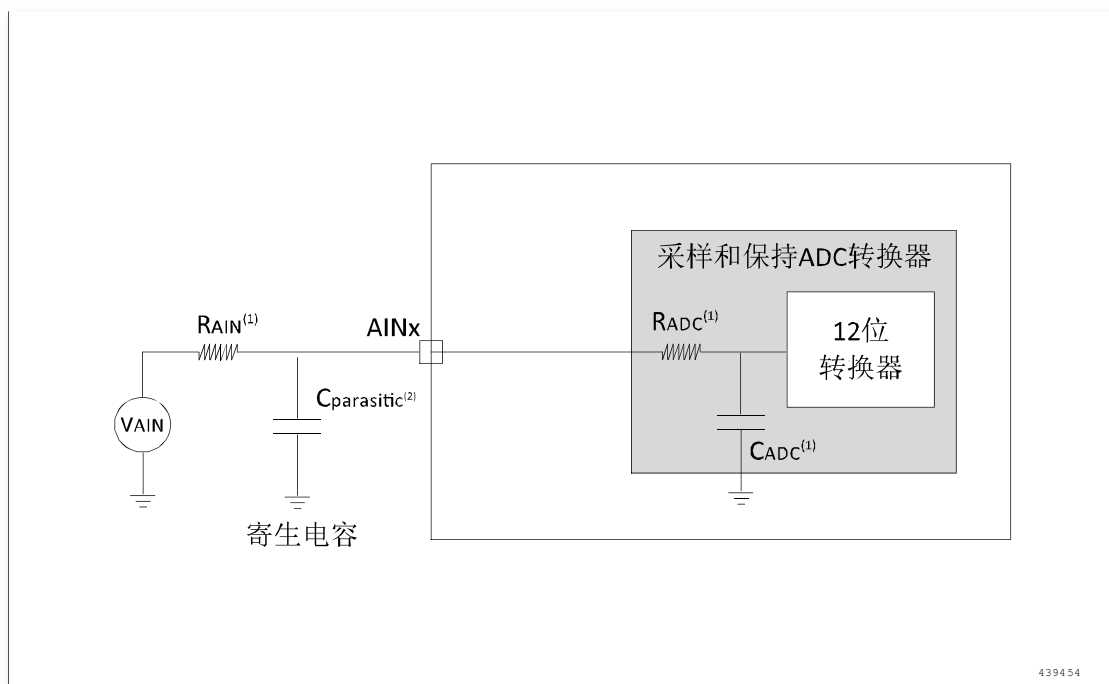 采样和保持ADC转换器
RAIN(1)
AINx
RADC(1)
12位
转换器
Cparasitic(2)
VAIN
CADC(1)
寄生电容
439454